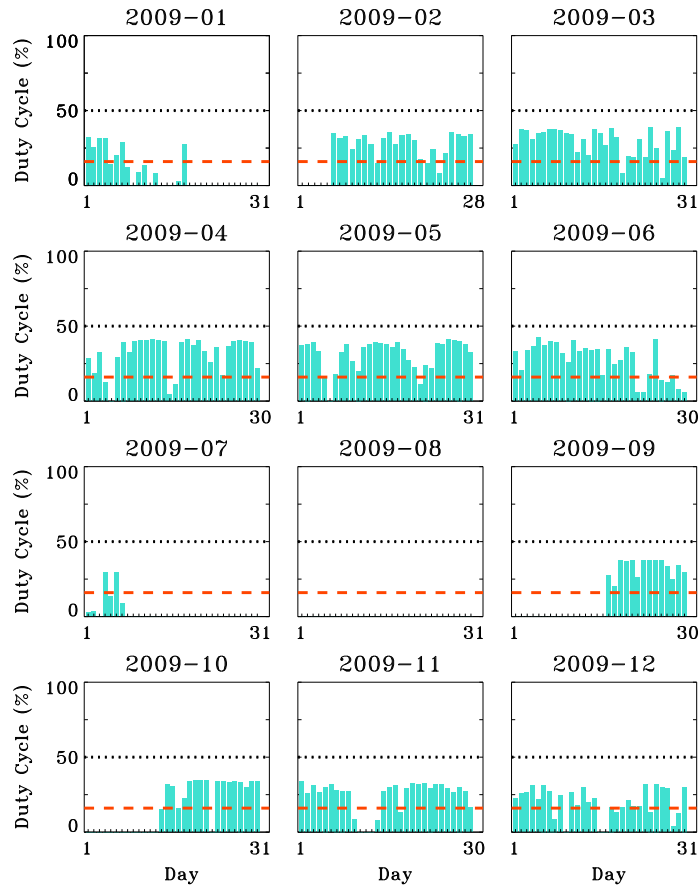 2009-01 2009-02 2009-03
100
50
0
Duty Cycle (%)
1 31 1 28 1 31
2009-04 2009-05 2009-06
100
50
0
Duty Cycle (%)
1 30 1 31 1 30
2009-07 2009-08 2009-09
100
50
0
Duty Cycle (%)
1 31 1 31 1 30
2009-10 2009-11 2009-12
100
50
0
Duty Cycle (%)
1 31 1 30 1 31
Day Day Day